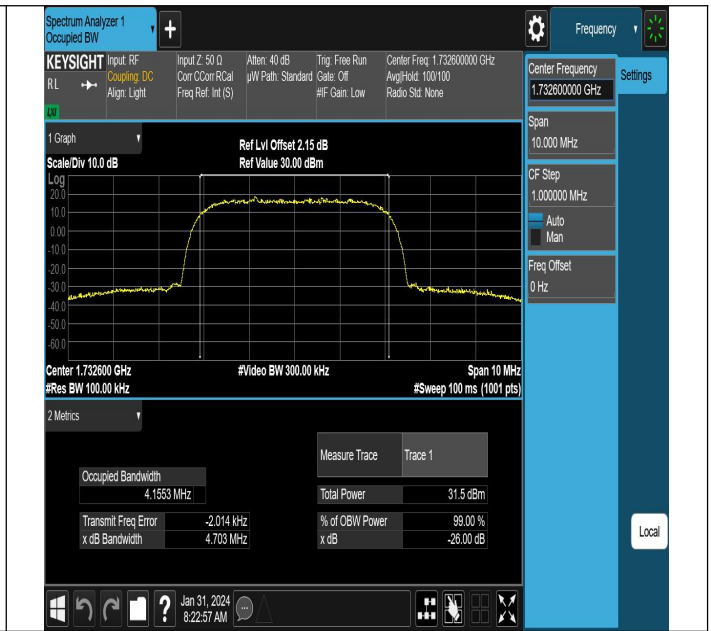 Spectrum Analyzer 1
Occupied BW
Frequency
KEYSIGHT
RL
Input: RF
Coupling: DC
Align: Light
Input Z: 50 Ω
Corr CCorr RCal
Freq Ref: Int (S)
Atten: 40 dB
µW Path: Standard
Trig: Free Run
Gate: Off
#IF Gain: Low
Center Freq: 1.732600000 GHz
Avg|Hold: 100/100
Radio Std: None
Center Frequency
1.732600000 GHz
Settings
Span
10.000 MHz
CF Step
1.000000 MHz
Auto
Man
Freq Offset
0 Hz
Local
1 Graph
Scale/Div 10.0 dB
Ref Lvl Offset 2.15 dB
Ref Value 30.00 dBm
Log
20.0
10.0
0.00
-10.0
-20.0
-30.0
-40.0
-50.0
-60.0
Center 1.732600 GHz
#Video BW 300.00 kHz
Span 10 MHz
#Res BW 100.00 kHz
#Sweep 100 ms (1001 pts)
2 Metrics
Measure Trace
Trace 1
Occupied Bandwidth
4.1553 MHz
Total Power
31.5 dBm
Transmit Freq Error
-2.014 kHz
% of OBW Power
99.00 %
x dB Bandwidth
4.703 MHz
x dB
-26.00 dB
Jan 31, 2024
8:22:57 AM